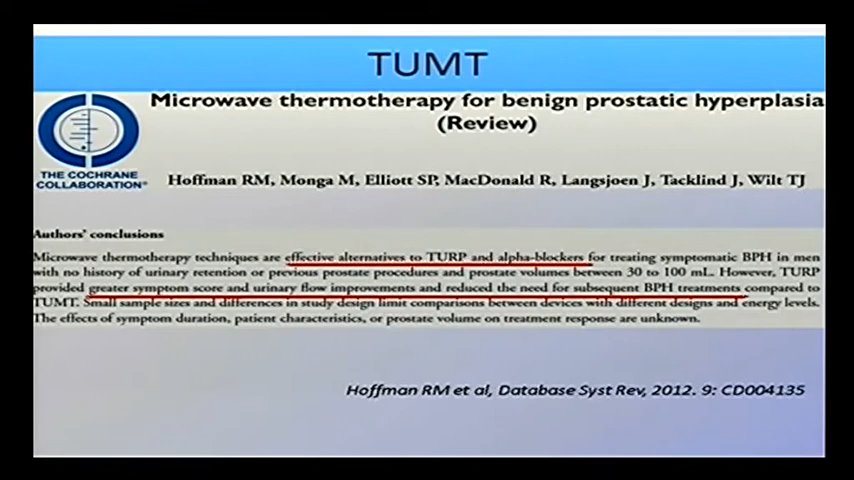 TUMT
Microwave thermotherapy for benign prostatic hyperplasia
(Review)
THE COCHRANE
COLLABORATION®
Hoffman RM, Monga M, Elliott SP, MacDonald R, Langsjoen J, Tacklind J, Wilt TJ
Authors' conclusions
Microwave thermotherapy techniques are effective alternatives to TURP and alpha-blockers for treating symptomatic BPH in men
with no history of urinary retention or previous prostate procedures and prostate volumes between 30 to 100 mL. However, TURP
provided greater symptom score and urinary flow improvements and reduced the need for subsequent BPH treatments compared to
TUMT. Small sample sizes and differences in study design limit comparisons between devices with different designs and energy levels.
The effects of symptom duration, patient characteristics, or prostate volume on treatment response are unknown.
Hoffman RM et al, Database Syst Rev, 2012. 9: CD004135